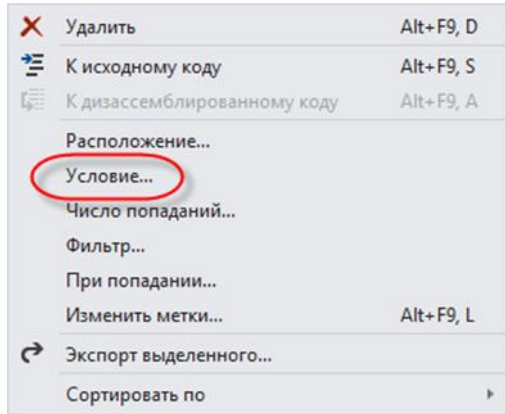 Удалить Alt+F9, D
К исходному коду Alt+F9, S
К дизассемблированному коду Alt+F9, A
Расположение...
Условие...
Число попаданий...
Фильтр...
При попадании...
Изменить метки... Alt+F9, L
Экспорт выделенного...
Сортировать по